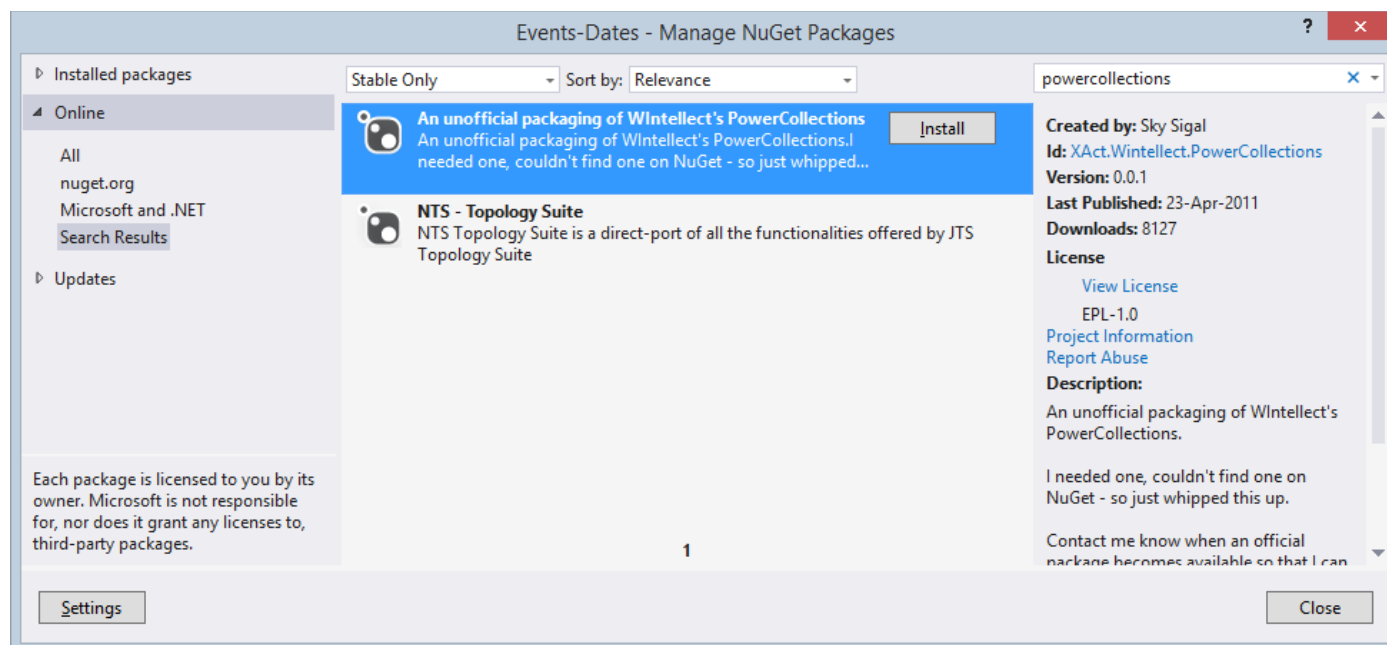 Events-Dates - Manage NuGet Packages
?
Installed packages
Online
All
nuget.org
Microsoft and .NET
Search Results
Updates
Each package is licensed to you by its
owner. Microsoft is not responsible
for, nor does it grant any licenses to,
third-party packages.
Stable Only
Sort by: Relevance
An unofficial packaging of WIntellect's PowerCollections
An unofficial packaging of WIntellect's PowerCollections.I
needed one, couldn't find one on NuGet - so just whipped...
Install
NTS - Topology Suite
NTS Topology Suite is a direct-port of all the functionalities offered by JTS
Topology Suite
1
powercollections
Created by: Sky Sigal
Id: XAct.Wintellect.PowerCollections
Version: 0.0.1
Last Published: 23-Apr-2011
Downloads: 8127
License
View License
EPL-1.0
Project Information
Report Abuse
Description:
An unofficial packaging of WIntellect's
PowerCollections.
I needed one, couldn't find one on
NuGet - so just whipped this up.
Contact me know when an official
package becomes available so that I can
Settings
Close